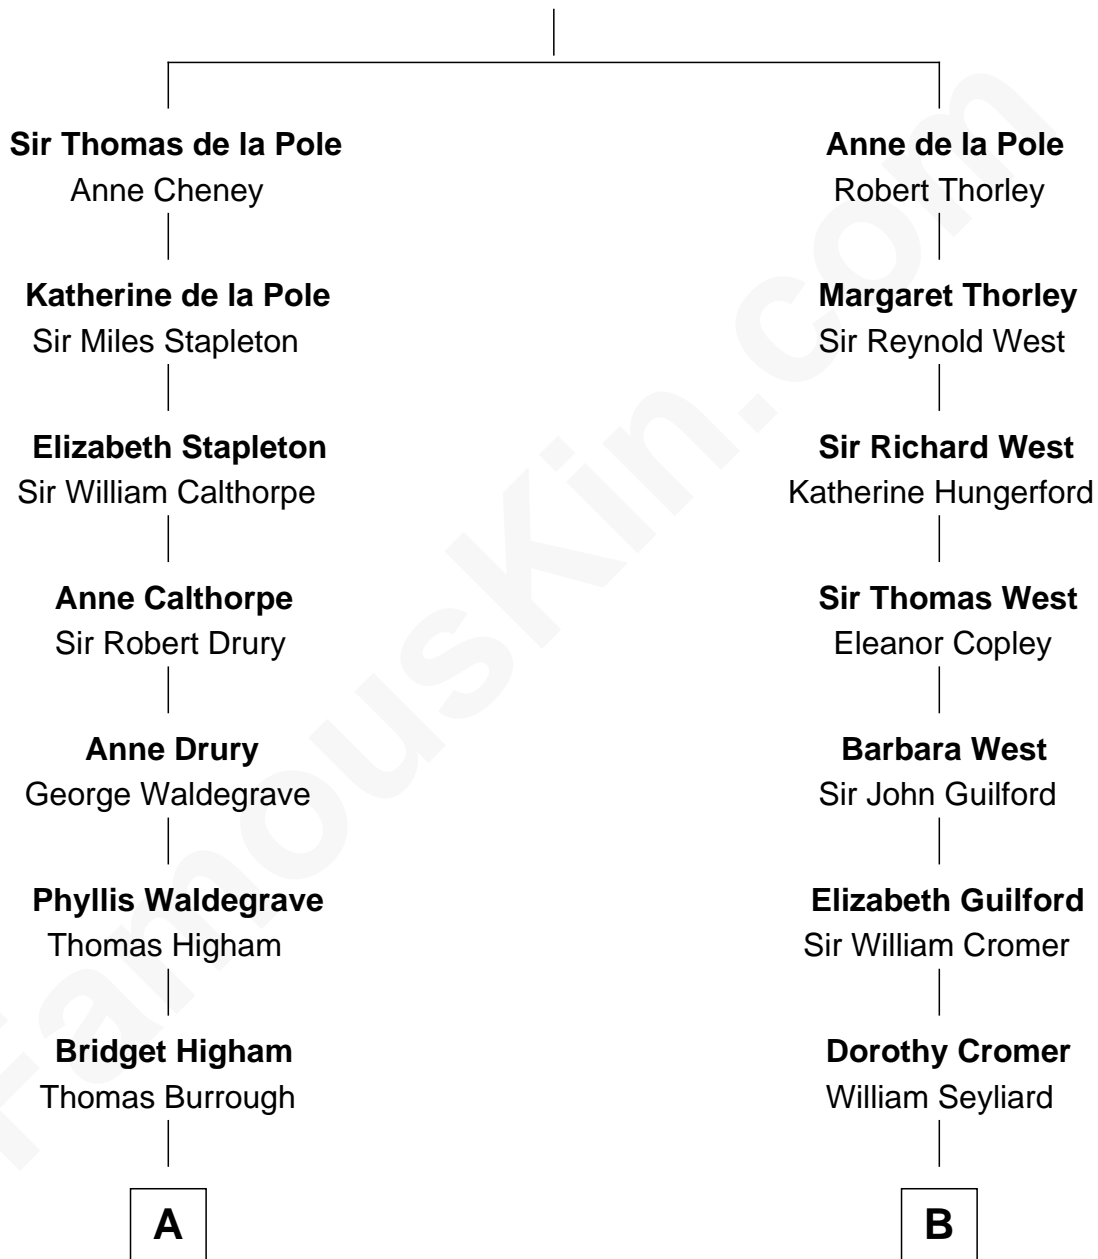 Sir Thomas de la Pole
Anne Cheney
Katherine de la Pole
Sir Miles Stapleton
Elizabeth Stapleton
Sir William Calthorpe
Anne Calthorpe
Sir Robert Drury
Anne Drury
George Waldegrave
Phyllis Waldegrave
Thomas Higham
Bridget Higham
Thomas Burrough
A
Anne de la Pole
Robert Thorley
Margaret Thorley
Sir Reynold West
Sir Richard West
Katherine Hungerford
Sir Thomas West
Eleanor Copley
Barbara West
Sir John Guilford
Elizabeth Guilford
Sir William Cromer
Dorothy Cromer
William Seyliard
B
FamousKin.com